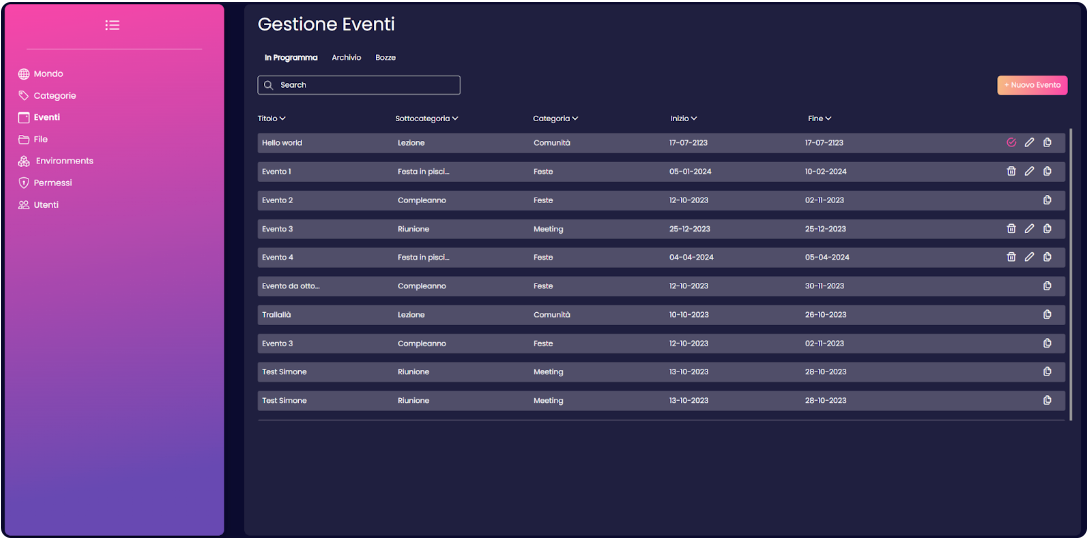 Mondo
Categorie
Eventi
File
Environments
Permessi
Utenti
Gestione Eventi
In Programma Archivio Bozze
Search
+ Nuovo Evento
Titolo Sottocategoria Categoria Inizio Fine
Hello world Lezione Comunità 17-07-2123 17-07-2123
Evento 1 Festa in pisci... Feste 05-01-2024 10-02-2024
Evento 2 Compleanno Feste 12-10-2023 02-11-2023
Evento 3 Riunione Meeting 25-12-2023 25-12-2023
Evento 4 Festa in pisci... Feste 04-04-2024 05-04-2024
Evento da otto... Compleanno Feste 12-10-2023 30-11-2023
Trallallà Lezione Comunità 10-10-2023 26-10-2023
Evento 3 Compleanno Feste 12-10-2023 02-11-2023
Test Simone Riunione Meeting 13-10-2023 28-10-2023
Test Simone Riunione Meeting 13-10-2023 28-10-2023